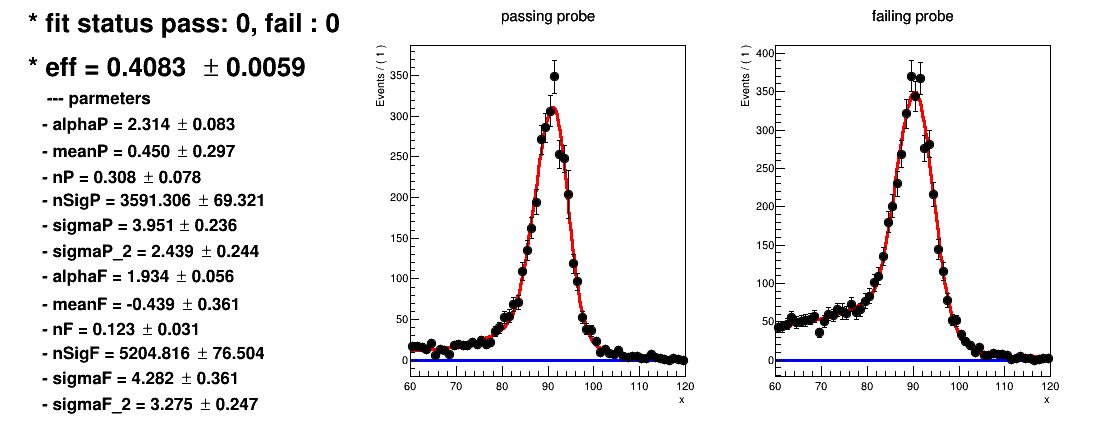 * fit status pass: 0, fail : 0
* eff = 0.4083 ± 0.0059
--- parmeters
- alphaP = 2.314 ± 0.083
- meanP = 0.450 ± 0.297
- nP = 0.308 ± 0.078
- nSigP = 3591.306 ± 69.321
- sigmaP = 3.951 ± 0.236
- sigmaP_2 = 2.439 ± 0.244
- alphaF = 1.934 ± 0.056
- meanF = -0.439 ± 0.361
- nF = 0.123 ± 0.031
- nSigF = 5204.816 ± 76.504
- sigmaF = 4.282 ± 0.361
- sigmaF_2 = 3.275 ± 0.247
passing probe
Events / ( 1 )
350
300
250
200
150
100
50
0
60 70 80 90 100 110 120
x
failing probe
Events / ( 1 )
400
350
300
250
200
150
100
50
0
60 70 80 90 100 110 120
x